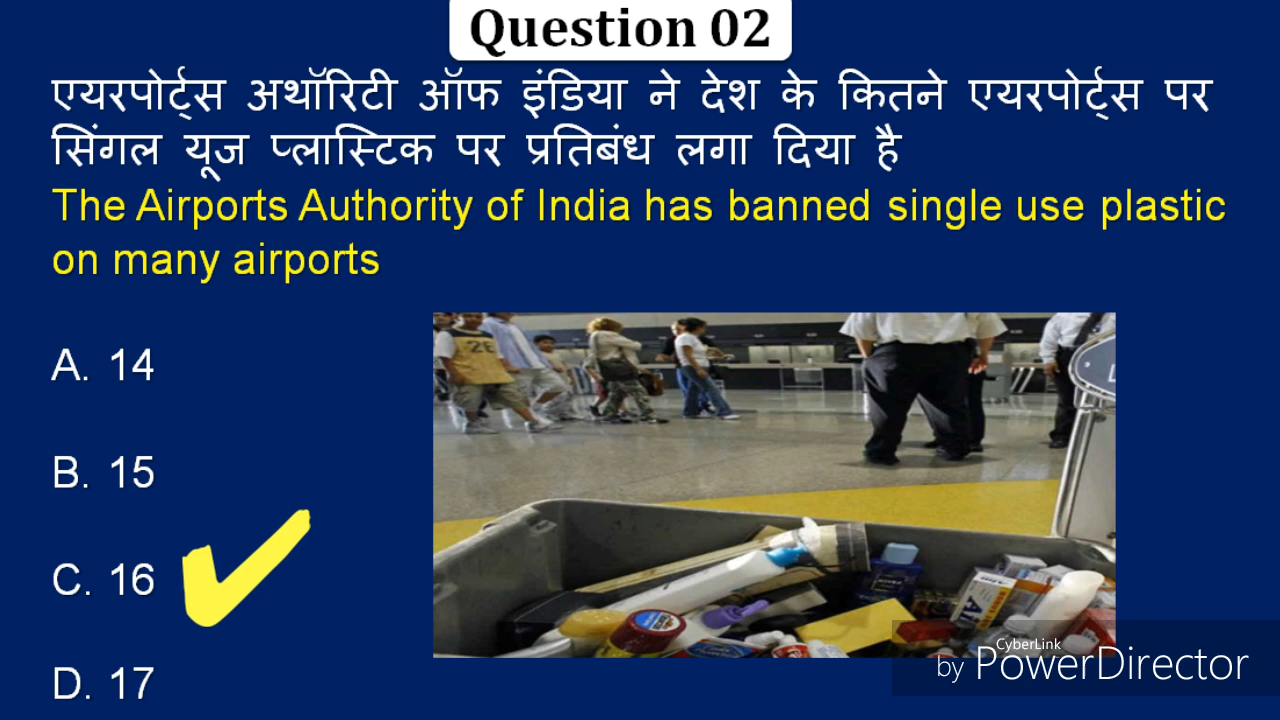 Question 02
एयरपोर्ट्स अथॉरिटी ऑफ इंडिया ने देश के कितने एयरपोर्ट्स पर
सिंगल यूज प्लास्टिक पर प्रतिबंध लगा दिया है
The Airports Authority of India has banned single use plastic
on many airports
A. 14
B. 15
C. 16
D. 17
26
CyberLink
by PowerDirector